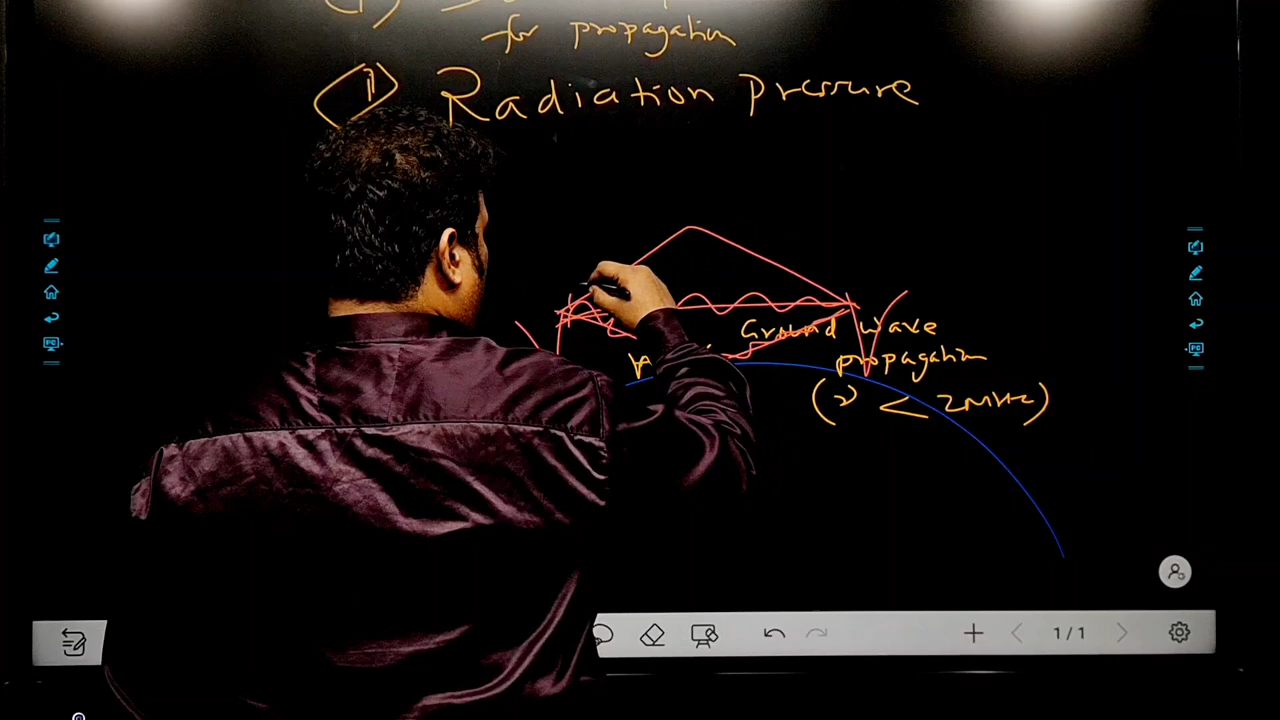 for propagation
Radiation pressure
Ground wave
propagation
(ν < 2MHz)
1/1